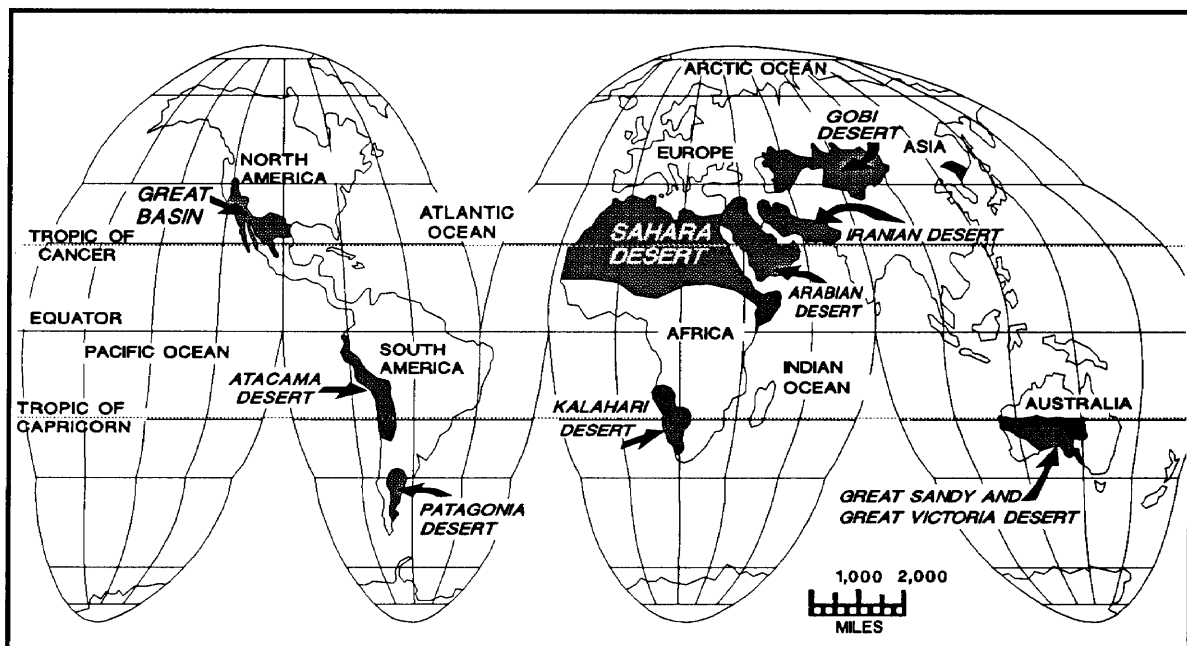 ARCTIC OCEAN
GOBI
DESERT
ASIA
EUROPE
NORTH
AMERICA
GREAT
BASIN
ATLANTIC
OCEAN
TROPIC OF
CANCER
SAHARA
DESERT
IRANIAN DESERT
ARABIAN
DESERT
EQUATOR
AFRICA
PACIFIC OCEAN
SOUTH
AMERICA
INDIAN
OCEAN
ATACAMA
DESERT
TROPIC OF
CAPRICORN
KALAHARI
DESERT
AUSTRALIA
PATAGONIA
DESERT
GREAT SANDY AND
GREAT VICTORIA DESERT
1,000 2,000
MILES